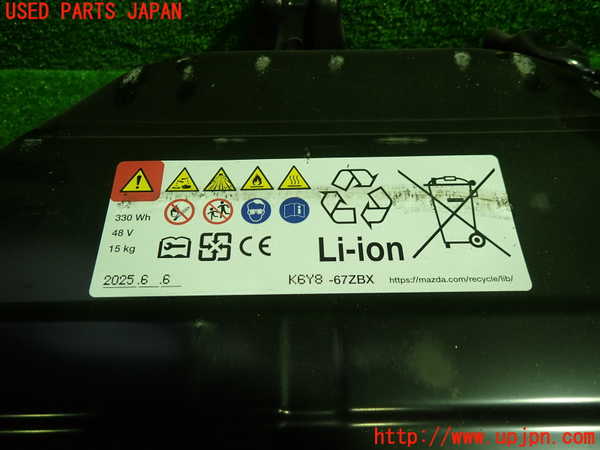 USED PARTS JAPAN
330 Wh
48 V
15 kg
CE
Li-ion
2025.6.6
K6Y8 -67ZBX
https://mazda.com/recycle/lib/
http://www.upjpn.com/